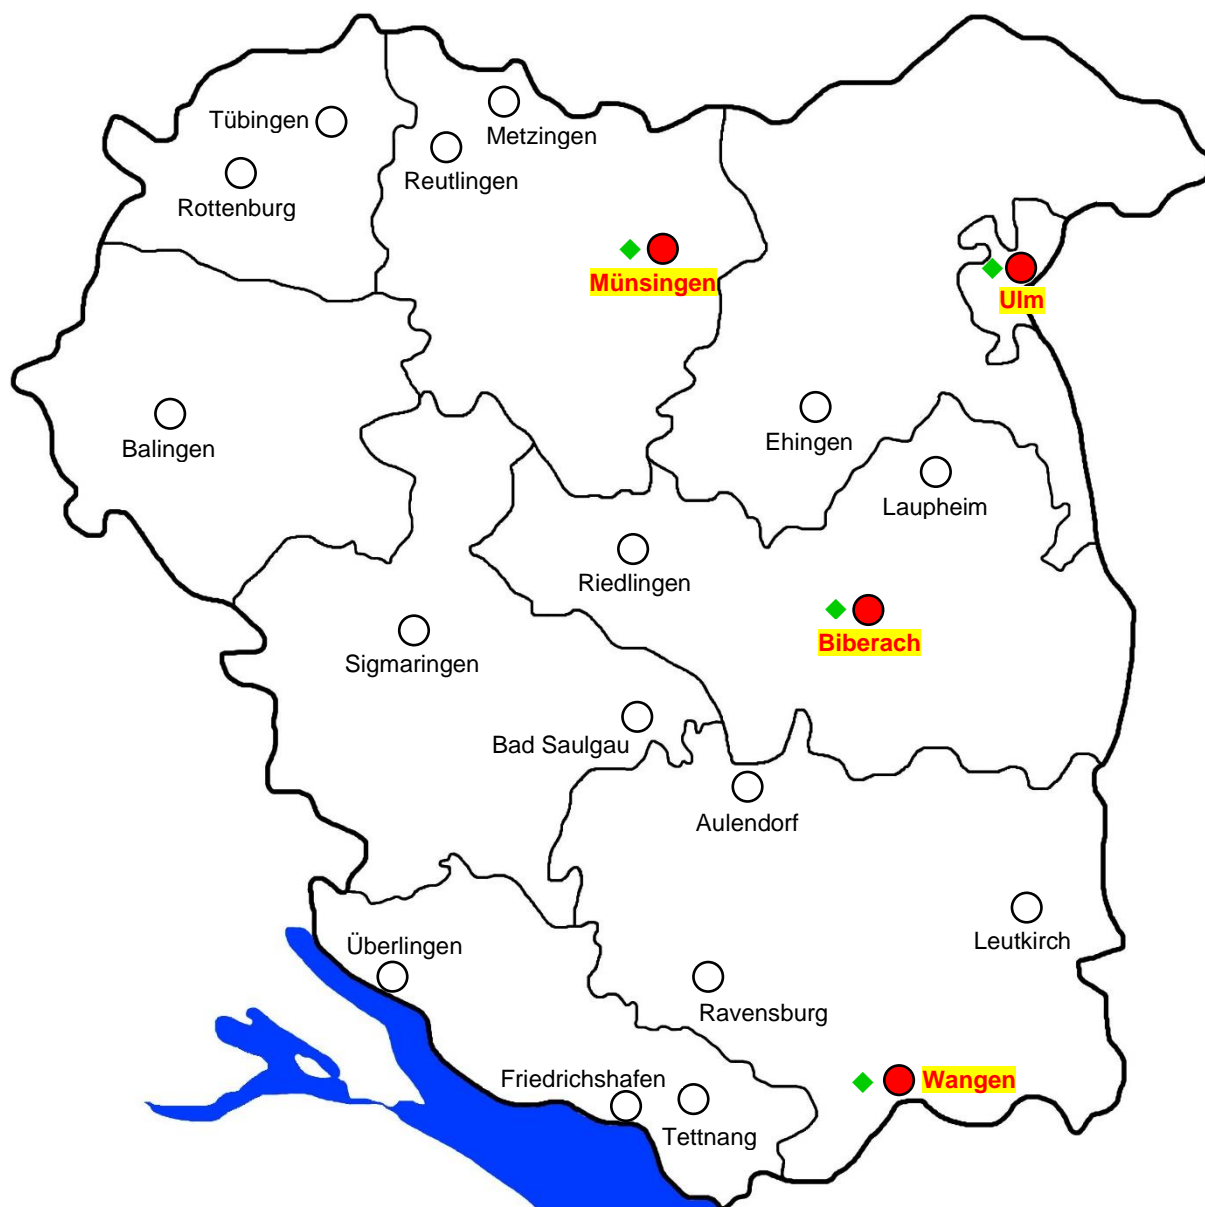 Tübingen
Metzingen
Reutlingen
Rottenburg
Münsingen
Ulm
Balingen
Ehingen
Laupheim
Riedlingen
Biberach
Sigmaringen
Bad Saulgau
Aulendorf
Leutkirch
Überlingen
Ravensburg
Friedrichshafen
Wangen
Tettnang